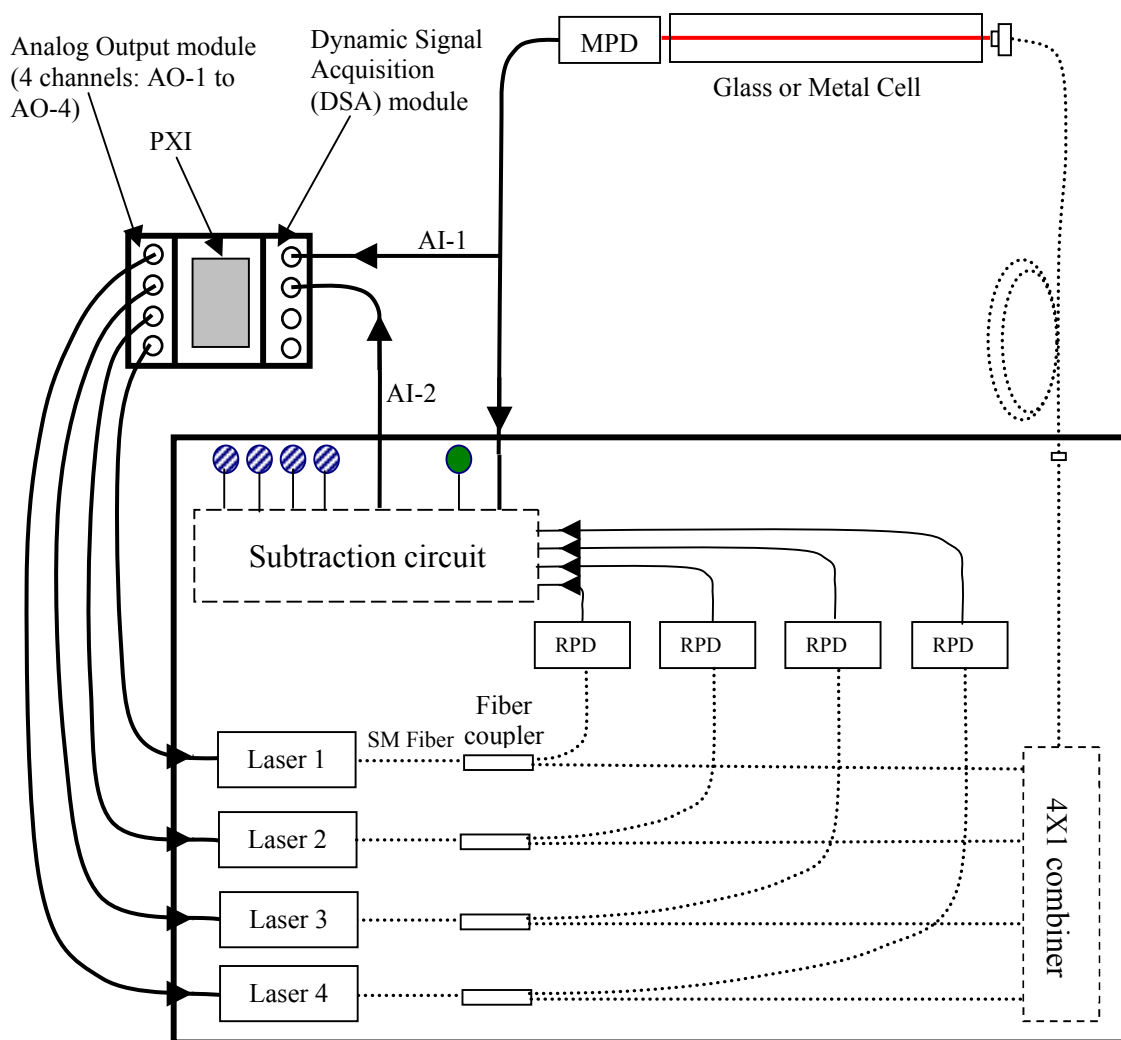 Analog Output module
(4 channels: AO-1 to
AO-4)
Dynamic Signal
Acquisition
(DSA) module
PXI
MPD
Glass or Metal Cell
AI-1
AI-2
Subtraction circuit
RPD
RPD
RPD
RPD
Fiber
coupler
SM Fiber
Laser 1
Laser 2
Laser 3
Laser 4
4X1 combiner